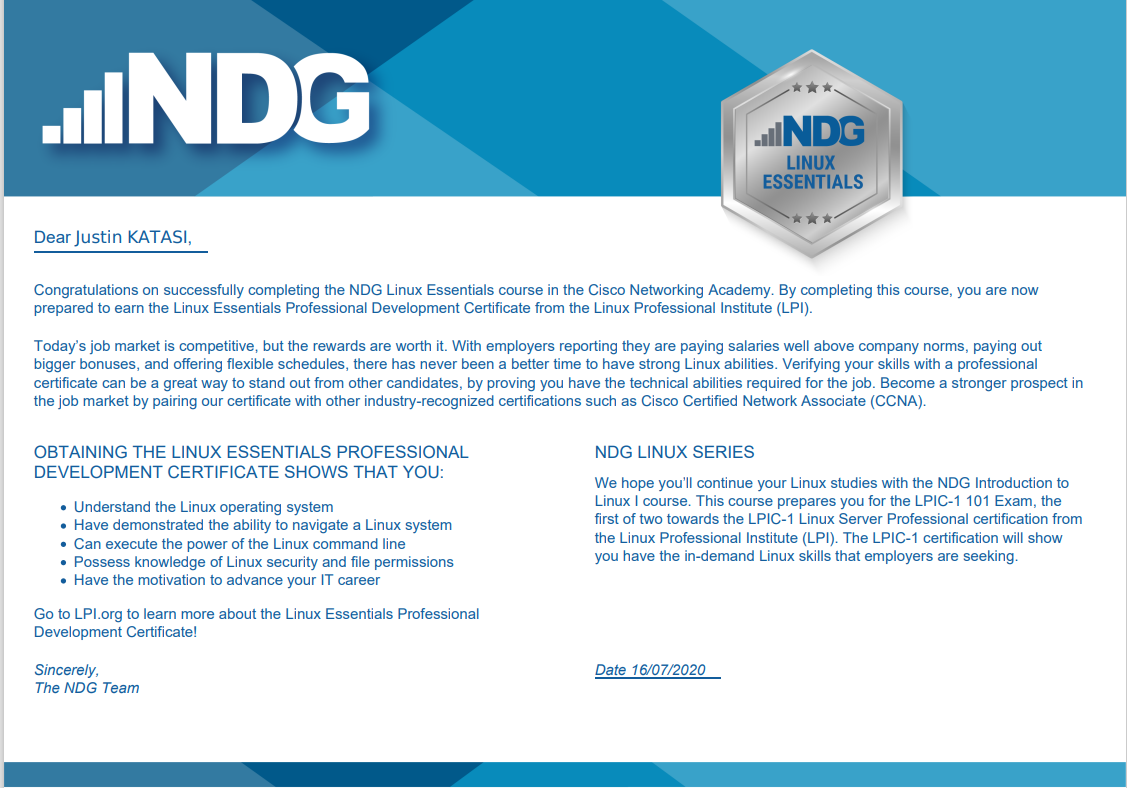 NDG
NDG
LINUX
ESSENTIALS
Dear Justin KATASI,
Congratulations on successfully completing the NDG Linux Essentials course in the Cisco Networking Academy. By completing this course, you are now
prepared to earn the Linux Essentials Professional Development Certificate from the Linux Professional Institute (LPI).
Today's job market is competitive, but the rewards are worth it. With employers reporting they are paying salaries well above company norms, paying out
bigger bonuses, and offering flexible schedules, there has never been a better time to have strong Linux abilities. Verifying your skills with a professional
certificate can be a great way to stand out from other candidates, by proving you have the technical abilities required for the job. Become a stronger prospect in
the job market by pairing our certificate with other industry-recognized certifications such as Cisco Certified Network Associate (CCNA).
OBTAINING THE LINUX ESSENTIALS PROFESSIONAL
DEVELOPMENT CERTIFICATE SHOWS THAT YOU:
• Understand the Linux operating system
• Have demonstrated the ability to navigate a Linux system
• Can execute the power of the Linux command line
• Possess knowledge of Linux security and file permissions
• Have the motivation to advance your IT career
Go to LPI.org to learn more about the Linux Essentials Professional
Development Certificate!
Sincerely,
The NDG Team
NDG LINUX SERIES
We hope you'll continue your Linux studies with the NDG Introduction to
Linux I course. This course prepares you for the LPIC-1 101 Exam, the
first of two towards the LPIC-1 Linux Server Professional certification from
the Linux Professional Institute (LPI). The LPIC-1 certification will show
you have the in-demand Linux skills that employers are seeking.
Date 16/07/2020